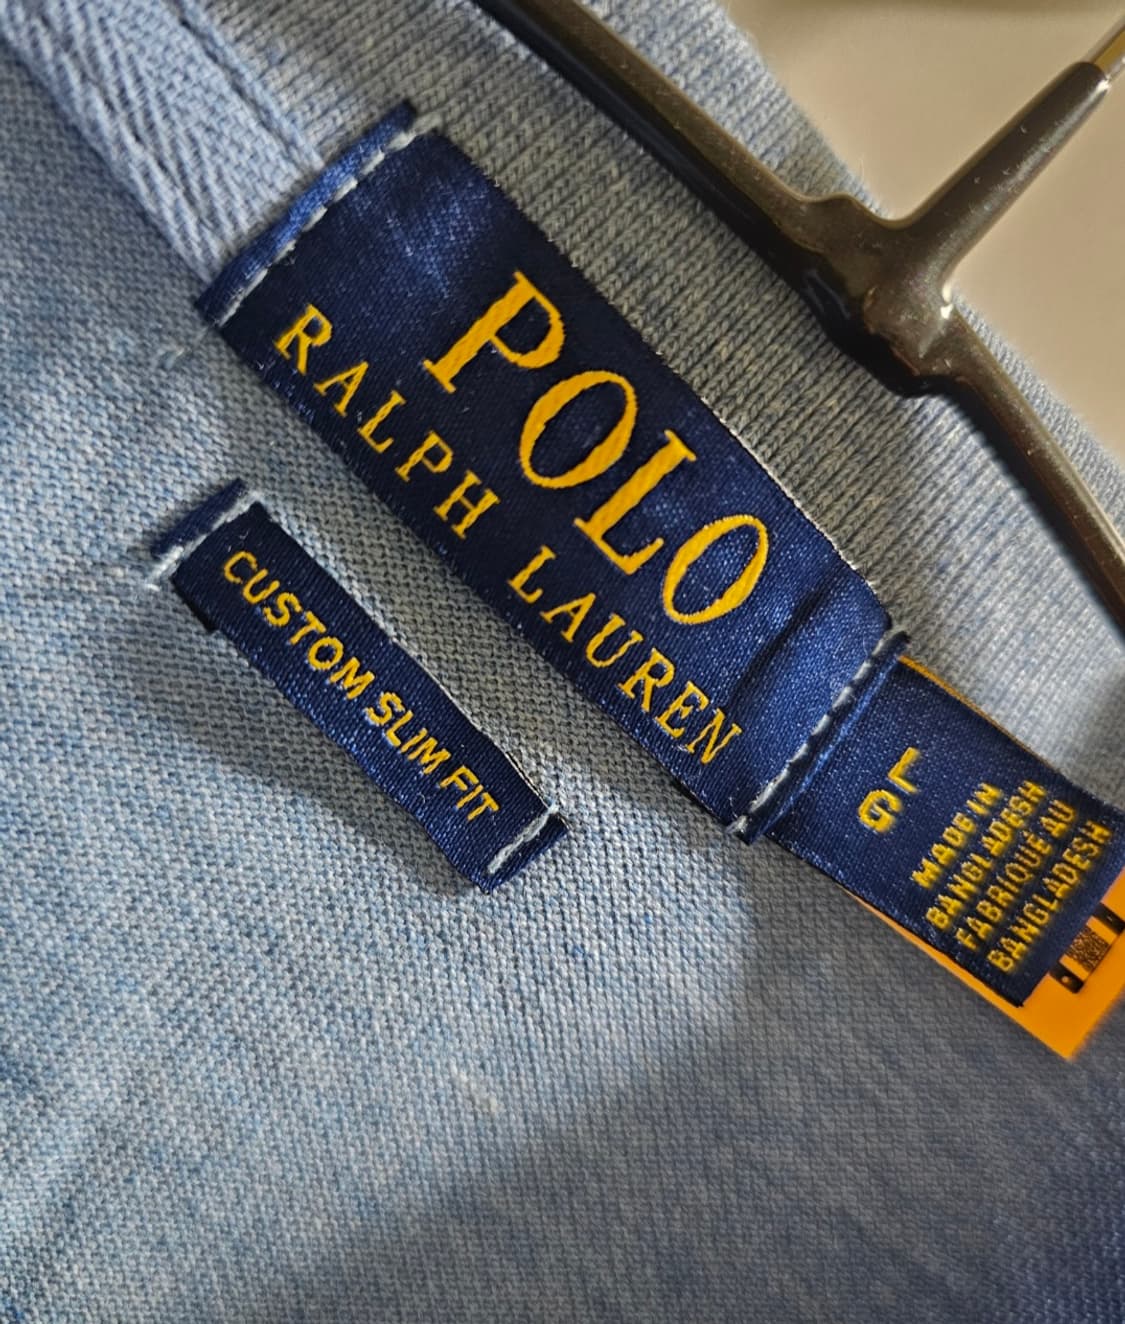 POLO
RALPH LAUREN
CUSTOM SLIM FIT
L
G
MADE IN
BANGLADESH
FABRIQUÉ AU
BANGLADESH